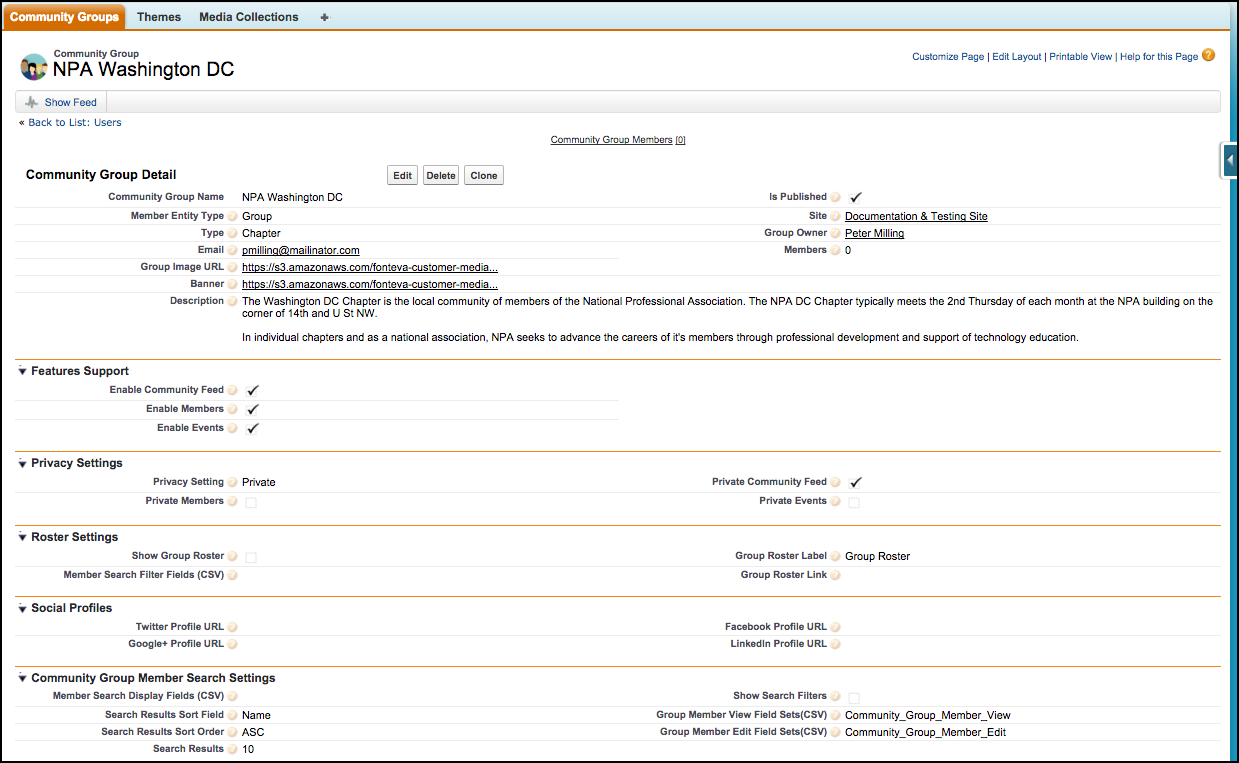 Community Groups Themes Media Collections +
Community Group
NPA Washington DC
Customize Page | Edit Layout | Printable View | Help for this Page ?
Show Feed
« Back to List: Users
Community Group Members [0]
Community Group Detail Edit Delete Clone
Community Group Name NPA Washington DC Is Published
Member Entity Type Group Site Documentation & Testing Site
Type Chapter Group Owner Peter Milling
Email pmilling@mailinator.com Members 0
Group Image URL https://s3.amazonaws.com/fonteva-customer-media...
Banner https://s3.amazonaws.com/fonteva-customer-media...
Description The Washington DC Chapter is the local community of members of the National Professional Association. The NPA DC Chapter typically meets the 2nd Thursday of each month at the NPA building on the
corner of 14th and U St NW.
In individual chapters and as a national association, NPA seeks to advance the careers of it's members through professional development and support of technology education.
Features Support
Enable Community Feed
Enable Members
Enable Events
Privacy Settings
Privacy Setting Private Private Community Feed
Private Members Private Events
Roster Settings
Show Group Roster Group Roster Label Group Roster
Member Search Filter Fields (CSV) Group Roster Link
Social Profiles
Twitter Profile URL Facebook Profile URL
Google+ Profile URL LinkedIn Profile URL
Community Group Member Search Settings
Member Search Display Fields (CSV) Show Search Filters
Search Results Sort Field Name Group Member View Field Sets(CSV) Community_Group_Member_View
Search Results Sort Order ASC Group Member Edit Field Sets(CSV) Community_Group_Member_Edit
Search Results 10